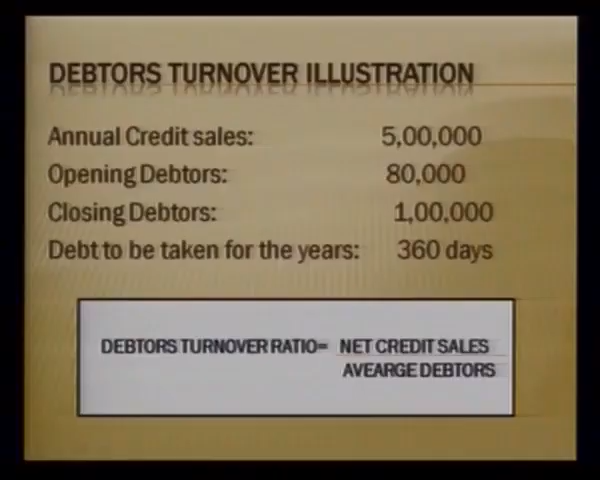 DEBTORS TURNOVER ILLUSTRATION
Annual Credit sales: 5,00,000
Opening Debtors: 80,000
Closing Debtors: 1,00,000
Debt to be taken for the years: 360 days
DEBTORS TURNOVER RATIO= NET CREDIT SALES
AVEARGE DEBTORS